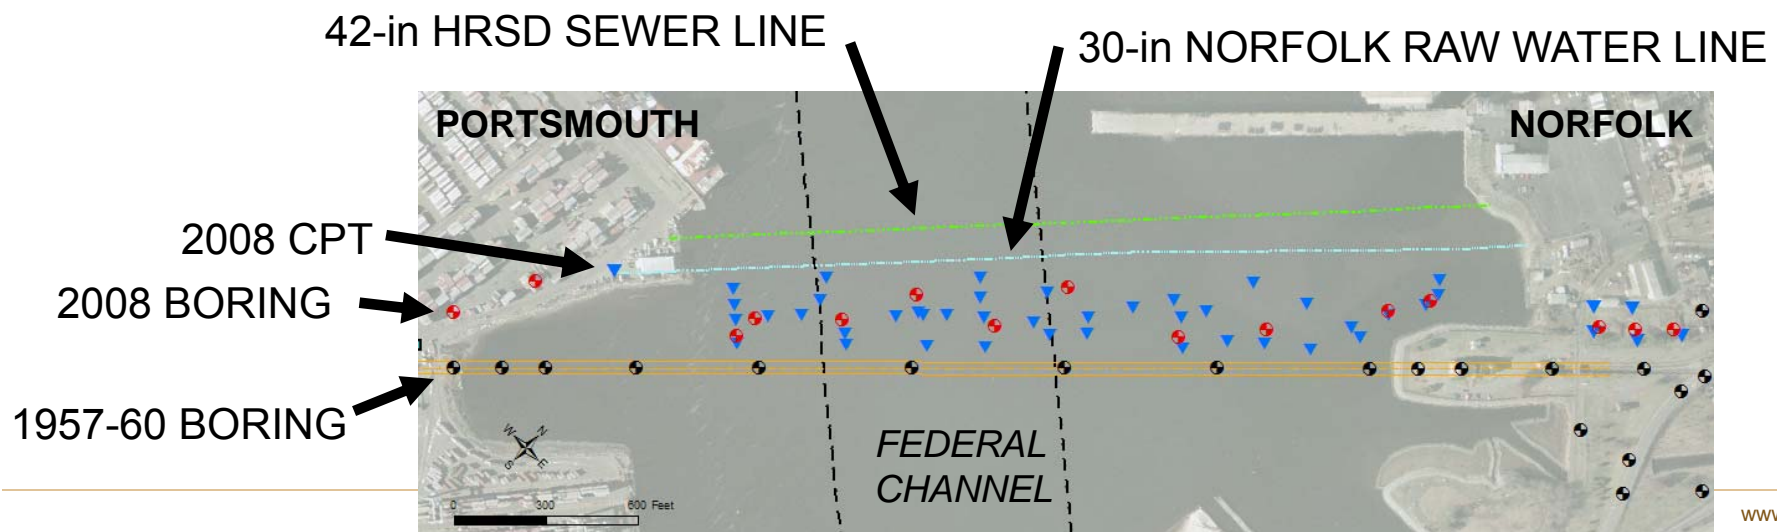 42-in HRSD SEWER LINE
30-in NORFOLK RAW WATER LINE
PORTSMOUTH
NORFOLK
2008 CPT
2008 BORING
1957-60 BORING
FEDERAL
CHANNEL
W N
S E
0 300 600 Feet
www